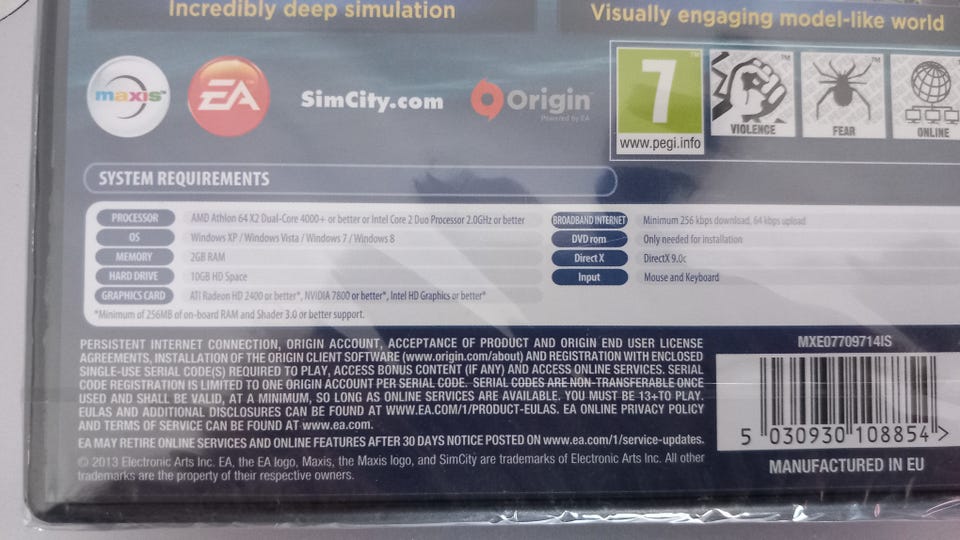 Incredibly deep simulation
Visually engaging model-like world
maxis™
EA
SimCity.com
Origin™
Powered by EA
7™
www.pegi.info
VIOLENCE
FEAR
ONLINE
SYSTEM REQUIREMENTS
PROCESSOR AMD Athlon 64 X2 Dual-Core 4000+ or better or Intel Core 2 Duo Processor 2.0GHz or better
OS Windows XP / Windows Vista / Windows 7 / Windows 8
MEMORY 2GB RAM
HARD DRIVE 10GB HD Space
GRAPHICS CARD ATI Radeon HD 2400 or better*, NVIDIA 7800 or better*, Intel HD Graphics or better*
*Minimum of 256MB of on-board RAM and Shader 3.0 or better support.
BROADBAND INTERNET Minimum 256 kbps download, 64 kbps upload
DVD rom Only needed for installation
Direct X DirectX 9.0c
Input Mouse and Keyboard
PERSISTENT INTERNET CONNECTION, ORIGIN ACCOUNT, ACCEPTANCE OF PRODUCT AND ORIGIN END USER LICENSE
AGREEMENTS, INSTALLATION OF THE ORIGIN CLIENT SOFTWARE (www.origin.com/about) AND REGISTRATION WITH ENCLOSED
SINGLE-USE SERIAL CODE(S) REQUIRED TO PLAY, ACCESS BONUS CONTENT (IF ANY) AND ACCESS ONLINE SERVICES. SERIAL
CODE REGISTRATION IS LIMITED TO ONE ORIGIN ACCOUNT PER SERIAL CODE. SERIAL CODES ARE NON-TRANSFERABLE ONCE
USED AND SHALL BE VALID, AT A MINIMUM, SO LONG AS ONLINE SERVICES ARE AVAILABLE. YOU MUST BE 13+TO PLAY.
EULAS AND ADDITIONAL DISCLOSURES CAN BE FOUND AT WWW.EA.COM/1/PRODUCT-EULAS. EA ONLINE PRIVACY POLICY
AND TERMS OF SERVICE CAN BE FOUND AT www.ea.com.
EA MAY RETIRE ONLINE SERVICES AND ONLINE FEATURES AFTER 30 DAYS NOTICE POSTED ON www.ea.com/1/service-updates.
© 2013 Electronic Arts Inc. EA, the EA logo, Maxis, the Maxis logo, and SimCity are trademarks of Electronic Arts Inc. All other
trademarks are the property of their respective owners.
MXE07709714IS
5 030930 108854 >
MANUFACTURED IN EU